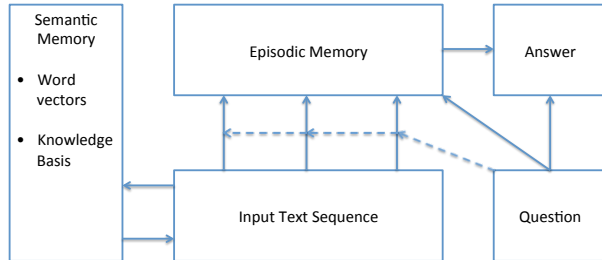 Semantic
Memory
• Word
vectors
• Knowledge
Basis
Episodic Memory
Answer
Input Text Sequence
Question